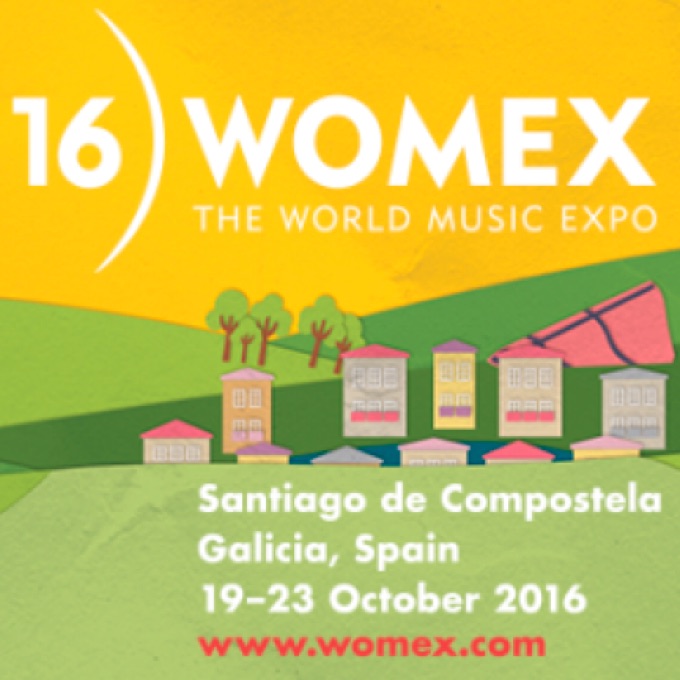 16) WOMEX
THE WORLD MUSIC EXPO
Santiago de Compostela
Galicia, Spain
19–23 October 2016
www.womex.com